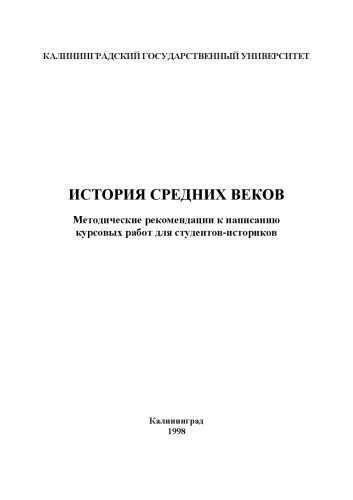 КАЛИНИНГРАДСКИЙ ГОСУДАРСТВЕННЫЙ УНИВЕРСИТЕТ
ИСТОРИЯ СРЕДНИХ ВЕКОВ
Методические рекомендации к написанию
курсовых работ для студентов-историков
Калининград
1998